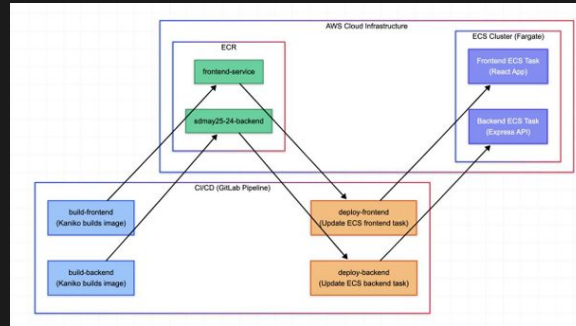 AWS Cloud Infrastructure
ECR
frontend-service
sdmay25-24-backend
ECS Cluster (Fargate)
Frontend ECS Task
(React App)
Backend ECS Task
(Express API)
CI/CD (GitLab Pipeline)
build-frontend
(Kaniko builds image)
deploy-frontend
(Update ECS frontend task)
build-backend
(Kaniko builds image)
deploy-backend
(Update ECS backend task)